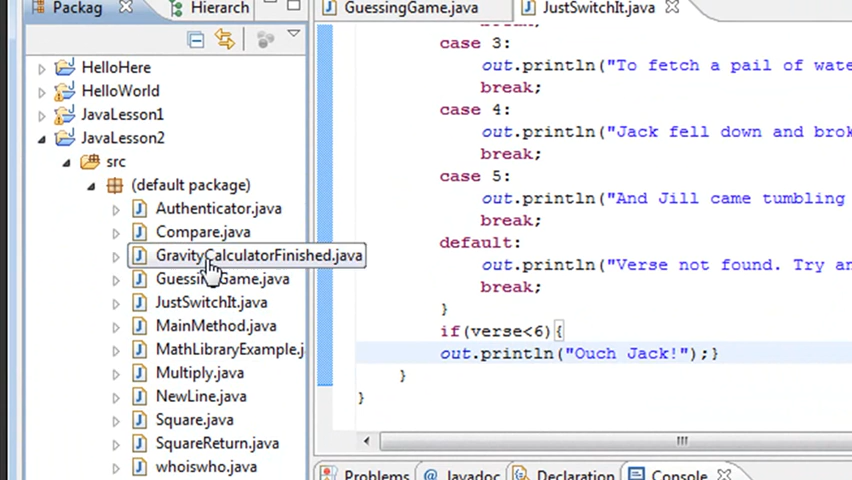 Packag
Hierarch
HelloHere
HelloWorld
JavaLesson1
JavaLesson2
src
(default package)
Authenticator.java
Compare.java
GravityCalculatorFinished.java
GuessingGame.java
JustSwitchIt.java
MainMethod.java
MathLibraryExample.j
Multiply.java
NewLine.java
Square.java
SquareReturn.java
whoiswho.java
GuessingGame.java
JustSwitchIt.java
break;
case 3:
out.println("To fetch a pail of wate
break;
case 4:
out.println("Jack fell down and brok
break;
case 5:
out.println("And Jill came tumbling
break;
default:
out.println("Verse not found. Try an
break;
}
if(verse<6){
out.println("Ouch Jack!");}
}
}
Problems
@ Javadoc
Declaration
Console